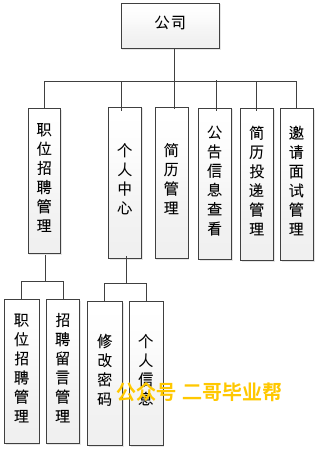 公司
职位招聘管理
个人中心
简历管理
公告信息查看
简历投递管理
邀请面试管理
职位招聘管理
招聘留言管理
修改密码
个人信息
公众号 二哥毕业帮